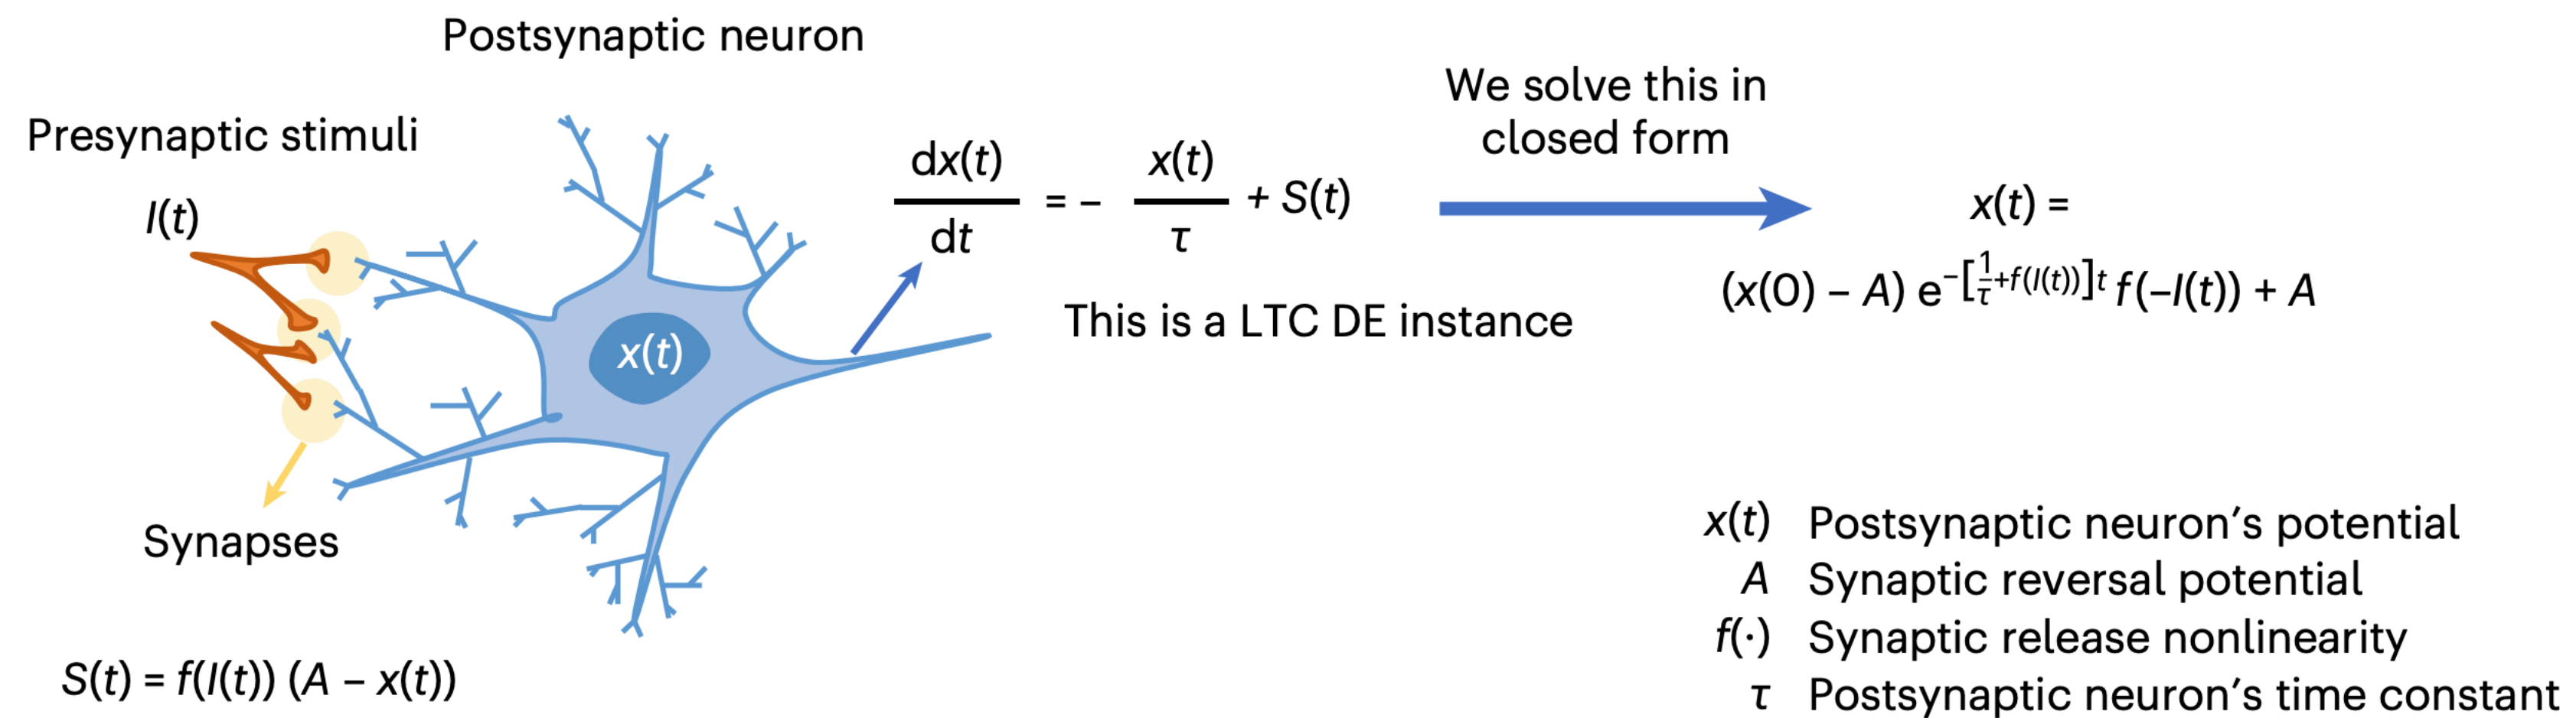 Postsynaptic neuron
Presynaptic stimuli
I(t)
x(t)
Synapses
S(t) = f(I(t)) (A − x(t))
dx(t)/dt = − x(t)/τ + S(t)
This is a LTC DE instance
We solve this in
closed form
x(t) =
(x(0) − A) e^−[1/τ+f(I(t))]t f(−I(t)) + A
x(t) Postsynaptic neuron’s potential
A Synaptic reversal potential
f(·) Synaptic release nonlinearity
τ Postsynaptic neuron’s time constant